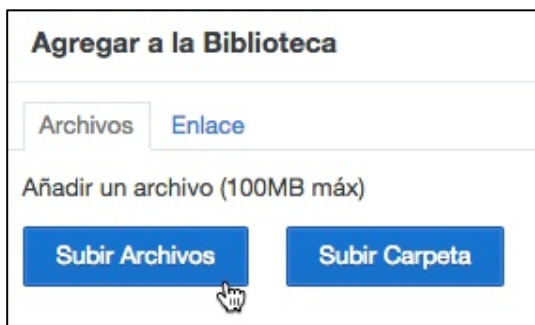 Agregar a la Biblioteca
Archivos Enlace
Añadir un archivo (100MB máx)
Subir Archivos Subir Carpeta